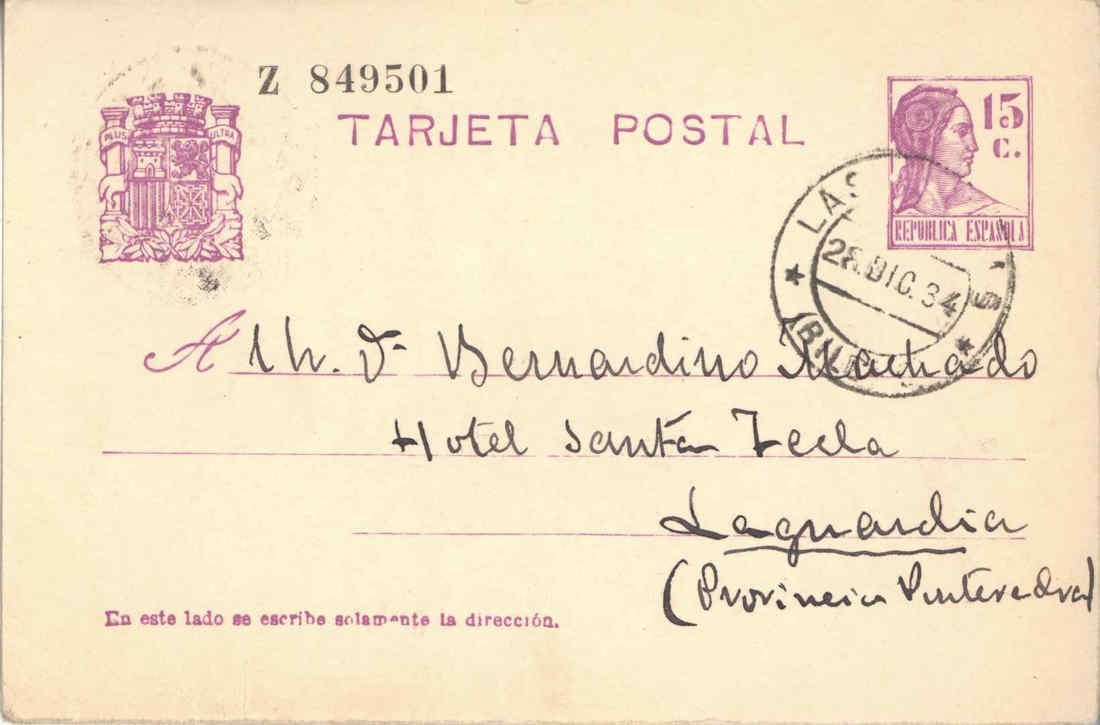 Z 849501
TARJETA POSTAL
PLUS ULTRA
15 c.
REPUBLICA ESPAÑOLA
LAS
28.DIC.34
A D. Bernardino Machado
Hotel Santa Tecla
Laguardia
(Provincia Pontevedra)
En este lado se escribe solamente la dirección.